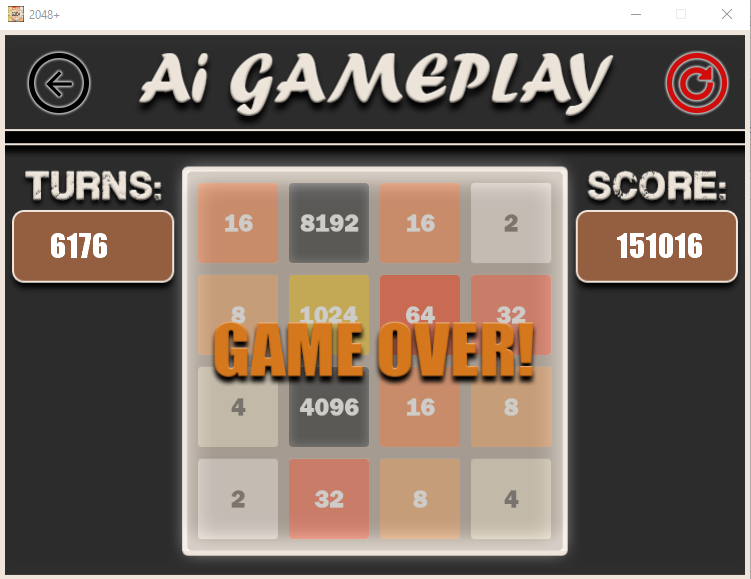 2048+
Ai GAMEPLAY
TURNS:
SCORE:
6176
151016
16 8192 16 2
8 1024 64 32
GAME OVER!
4 4096 16 8
2 32 8 4